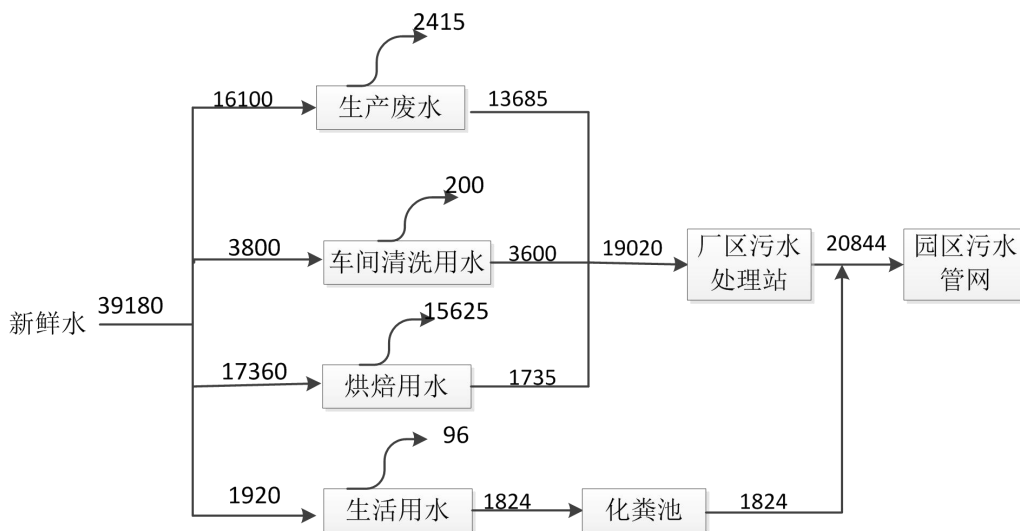 2415
16100
生产废水
13685
200
3800
车间清洗用水
3600
19020
厂区污水
处理站
20844
园区污水
管网
39180
新鲜水
15625
17360
烘焙用水
1735
96
1920
生活用水
1824
化粪池
1824